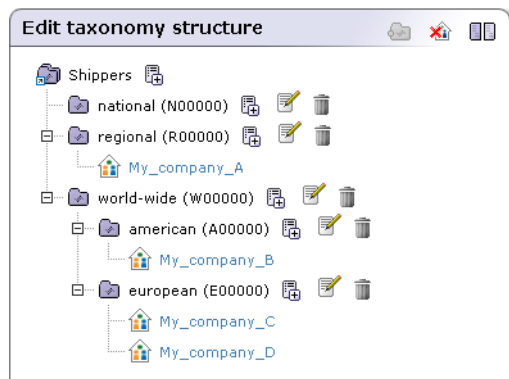 Edit taxonomy structure
Shippers
national (N00000)
regional (R00000)
My_company_A
world-wide (W00000)
american (A00000)
My_company_B
european (E00000)
My_company_C
My_company_D